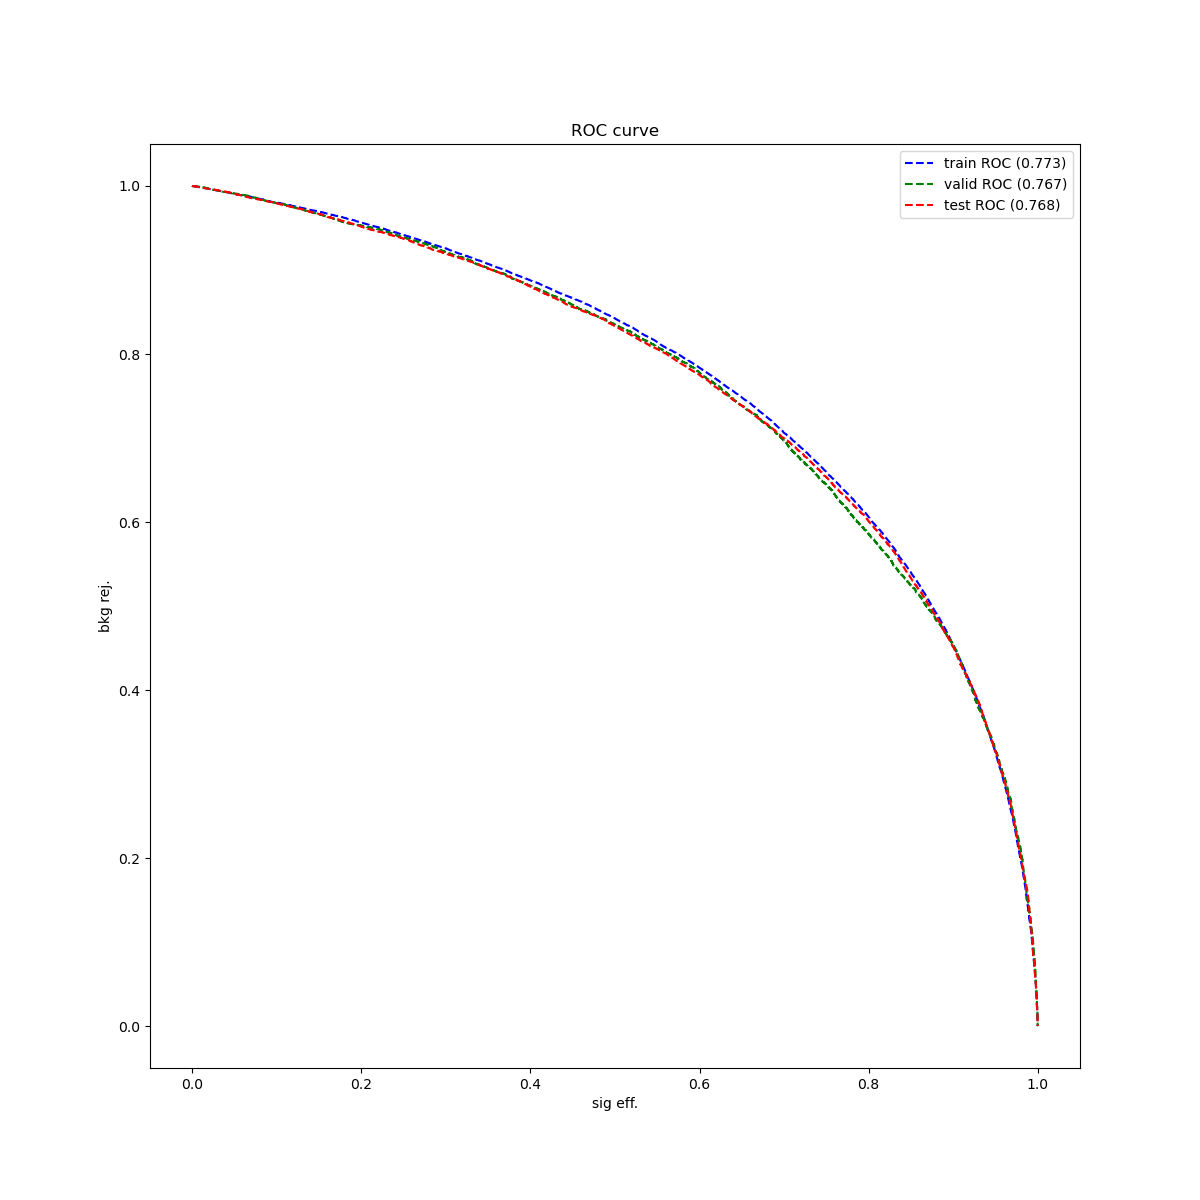 ROC curve
train ROC (0.773)
valid ROC (0.767)
test ROC (0.768)
1.0
0.8
0.6
0.4
0.2
0.0
bkg rej.
0.0 0.2 0.4 0.6 0.8 1.0
sig eff.